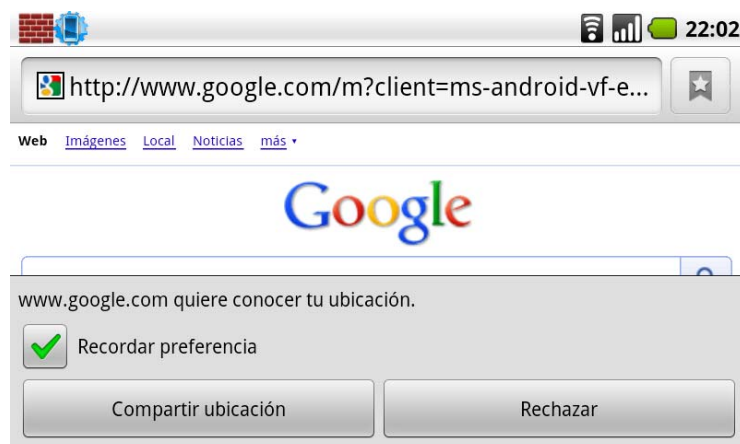 22:02
http://www.google.com/m?client=ms-android-vf-e...
Web Imágenes Local Noticias más
Google
www.google.com quiere conocer tu ubicación.
Recordar preferencia
Compartir ubicación Rechazar